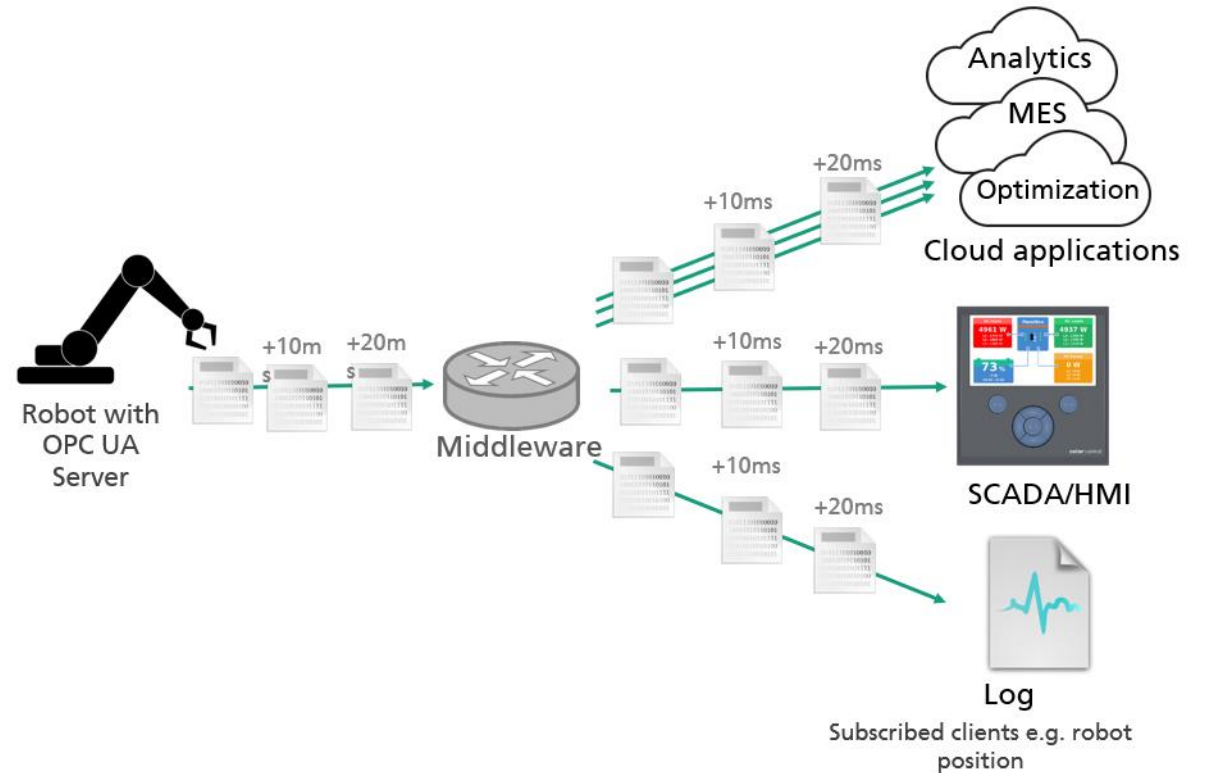 Analytics
MES
Optimization
Cloud applications
+20ms
+10ms
Robot with
OPC UA
Server
+10m
s
+20m
s
Middleware
+10ms
+20ms
4961 W
4937 W
73%
0 W
SCADA/HMI
+10ms
+20ms
Log
Subscribed clients e.g. robot
position